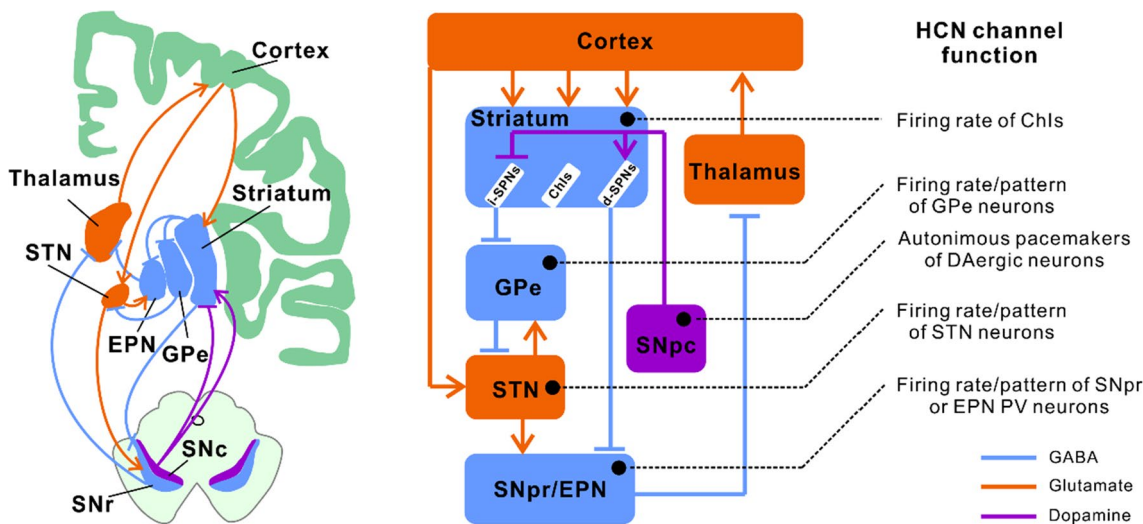 Cortex
Thalamus
Striatum
STN
EPN
GPe
SNc
SNr
Cortex
Striatum
i-SPNs
ChIs
d-SPNs
Thalamus
GPe
SNpc
STN
SNpr/EPN
HCN channel
function
Firing rate of ChIs
Firing rate/pattern
of GPe neurons
Autonimous pacemakers
of DAergic neurons
Firing rate/pattern
of STN neurons
Firing rate/pattern of SNpr
or EPN PV neurons
GABA
Glutamate
Dopamine